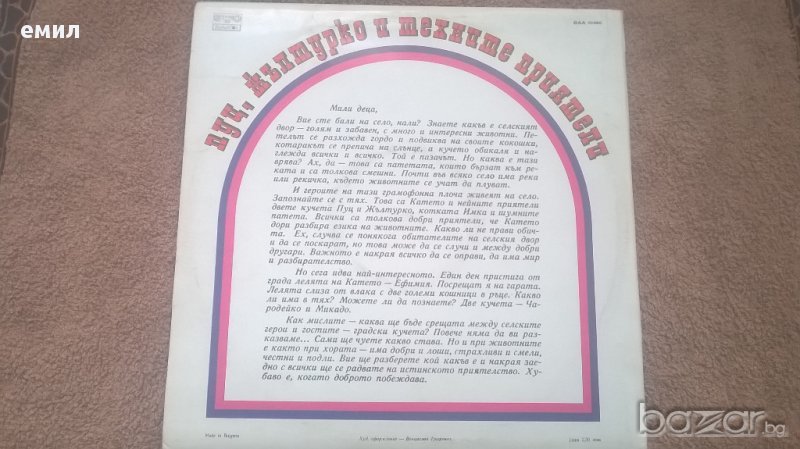 емил
ПУЦ, ЖЪЛТУРКО И ТЕХНИТЕ ПРИЯТЕЛИ
Мили деца,
Вие сте били на село, нали? Знаете какъв е селският
двор — голям и забавен, с много и интересни животни. Пе-
телът се разхожда гордо и подвиква на своите кокошки,
котаракът се препича на слънце, а кучето обикаля и на-
глежда всички и всичко. Той е пазачът. Но каква е тази
врява? Ах, да — това са патетата, които бързат към ре-
ката и са толкова смешни. Почти във всяко село има река
или рекичка, където животните се учат да плуват.
И героите на тази грамофонна плоча живеят на село.
Запознайте се с тях. Това са Катето и нейните приятели
двете кучета Пуц и Жълтурко, котката Имка и шумните
патета. Всички са толкова добри приятели, че Катето
дори разбира езика на животните. Какво ли не прави оби-
чта. Ех, случва се понякога обитателите на селския двор
и да се поскарат, но това може да се случи и между добри
другари. Важното е накрая всичко да се оправи, да има мир
и разбирателство.
Но сега идва най-интересното. Един ден пристига от
града лелята на Катето — Ефимия. Посрещат я на гарата.
Лелята слиза от влака с две големи кошници в ръце. Какво
ли има в тях? Можете ли да познаете? Две кучета — Ча-
родейко и Микадо.
Как мислите — каква ще бъде срещата между селските
герои и гостите — градски кучета? Повече няма да ви раз-
казваме... Сами ще чуете какво става. Но и при животните
е както при хората — има добри и лоши, страхливи и смели,
честни и подли. Вие ще разберете кой какъв е и накрая зае-
дно с всички ще се радвате на истинското приятелство. Ху-
баво е, когато доброто побеждава.
bazar.bg